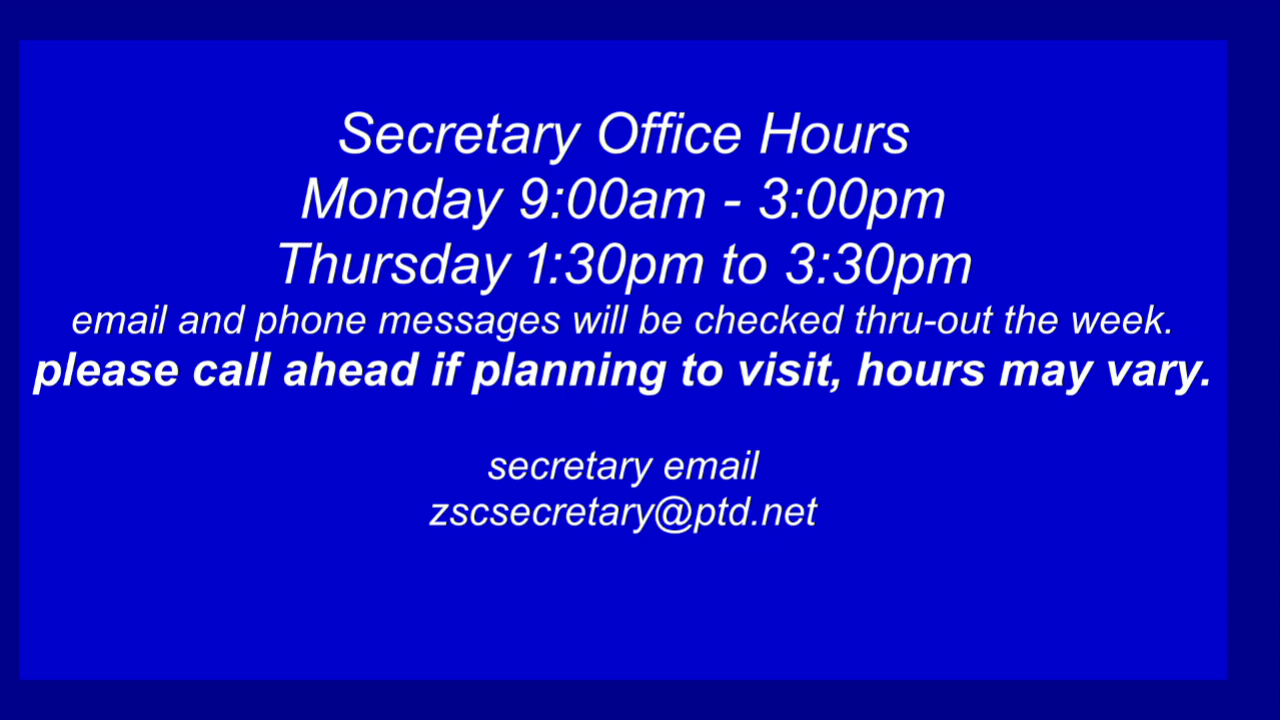 Secretary Office Hours
Monday 9:00am - 3:00pm
Thursday 1:30pm to 3:30pm
email and phone messages will be checked thru-out the week.
please call ahead if planning to visit, hours may vary.
secretary email
zscsecretary@ptd.net